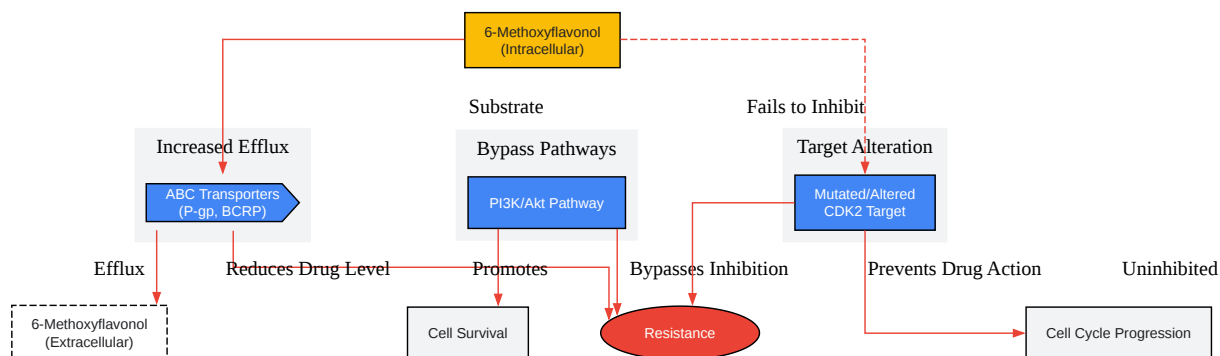 6-Methoxyflavonol
(Intracellular)
Substrate
Fails to Inhibit
Increased Efflux
Bypass Pathways
Target Alteration
ABC Transporters
(P-gp, BCRP)
PI3K/Akt Pathway
Mutated/Altered
CDK2 Target
Efflux
Reduces Drug Level
Promotes
Bypasses Inhibition
Prevents Drug Action
Uninhibited
6-Methoxyflavonol
(Extracellular)
Cell Survival
Resistance
Cell Cycle Progression